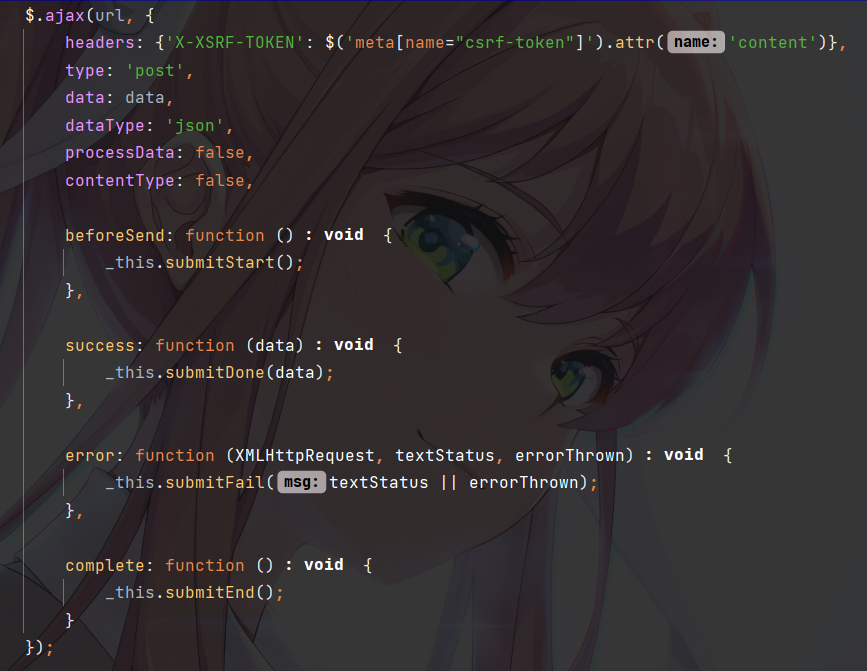 $.ajax(url, {
headers: {'X-XSRF-TOKEN': $('meta[name="csrf-token"]').attr( name: 'content')},
type: 'post',
data: data,
dataType: 'json',
processData: false,
contentType: false,
beforeSend: function () : void {
_this.submitStart();
},
success: function (data) : void {
_this.submitDone(data);
},
error: function (XMLHttpRequest, textStatus, errorThrown) : void {
_this.submitFail( msg: textStatus || errorThrown);
},
complete: function () : void {
_this.submitEnd();
}
});